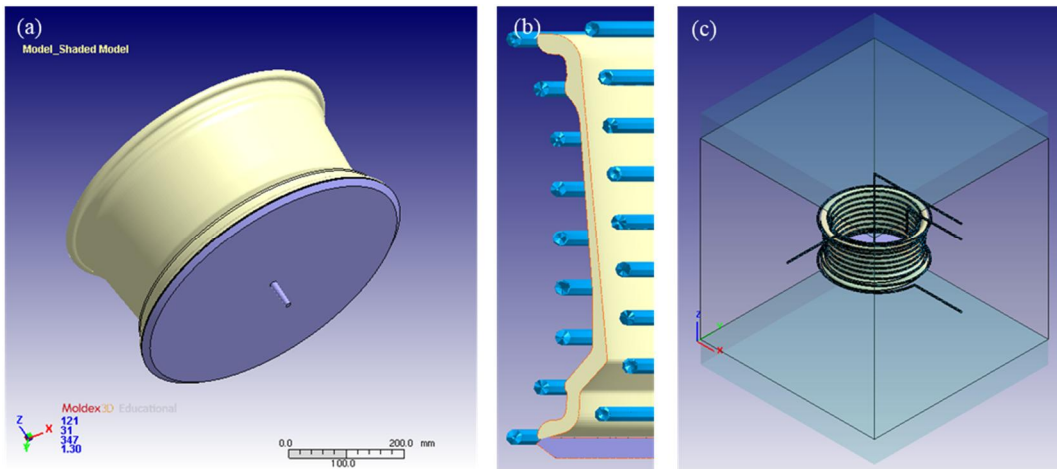 (a)
Model_Shaded Model
Moldex3D Educational
Z X
Y
121
31
347
1.30
0.0 200.0 mm
100.0
(b)
(c)
Z
Y
X